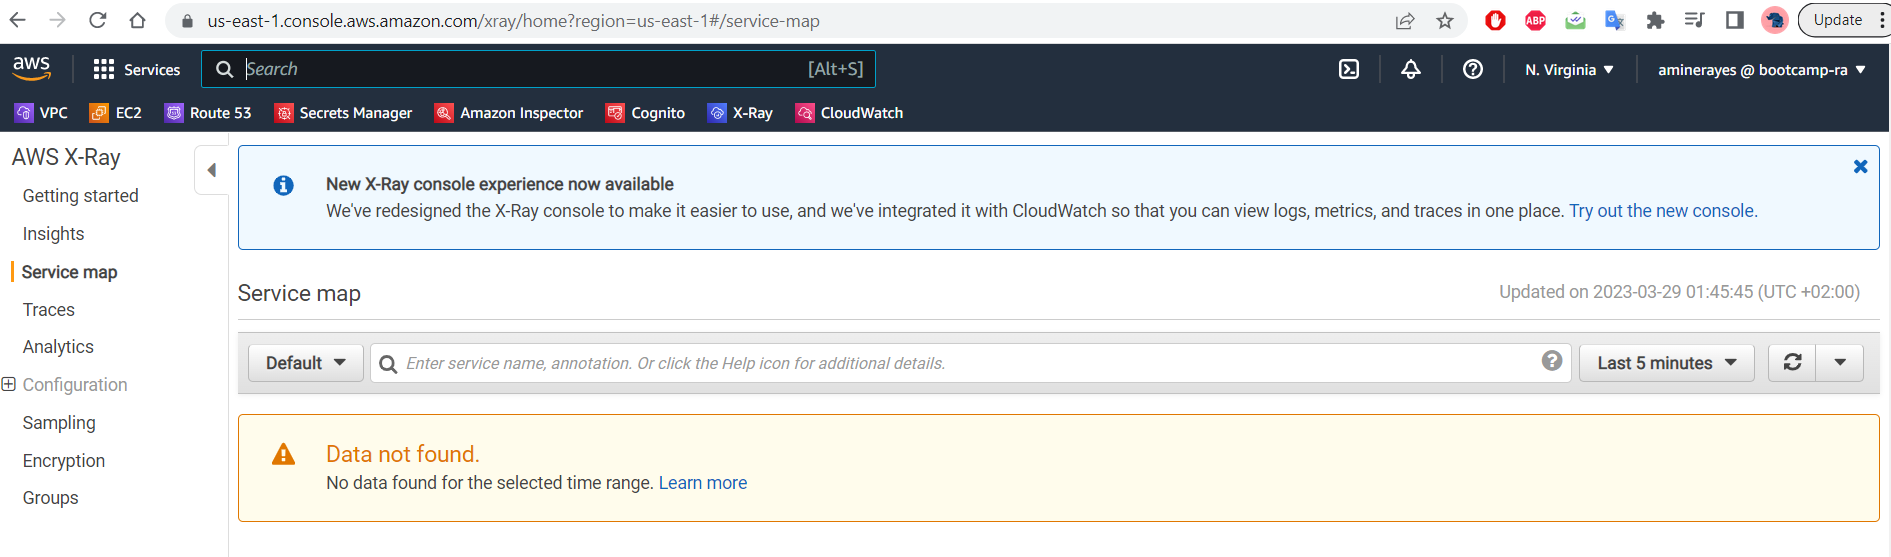 us-east-1.console.aws.amazon.com/xray/home?region=us-east-1#/service-map ABP Update
aws Services Search [Alt+S] N. Virginia aminerayes @ bootcamp-ra
VPC EC2 Route 53 Secrets Manager Amazon Inspector Cognito X-Ray CloudWatch
AWS X-Ray
Getting started
Insights
Service map
Traces
Analytics
Configuration
Sampling
Encryption
Groups
New X-Ray console experience now available
We've redesigned the X-Ray console to make it easier to use, and we've integrated it with CloudWatch so that you can view logs, metrics, and traces in one place. Try out the new console.
Service map Updated on 2023-03-29 01:45:45 (UTC +02:00)
Default Enter service name, annotation. Or click the Help icon for additional details. Last 5 minutes
Data not found.
No data found for the selected time range. Learn more